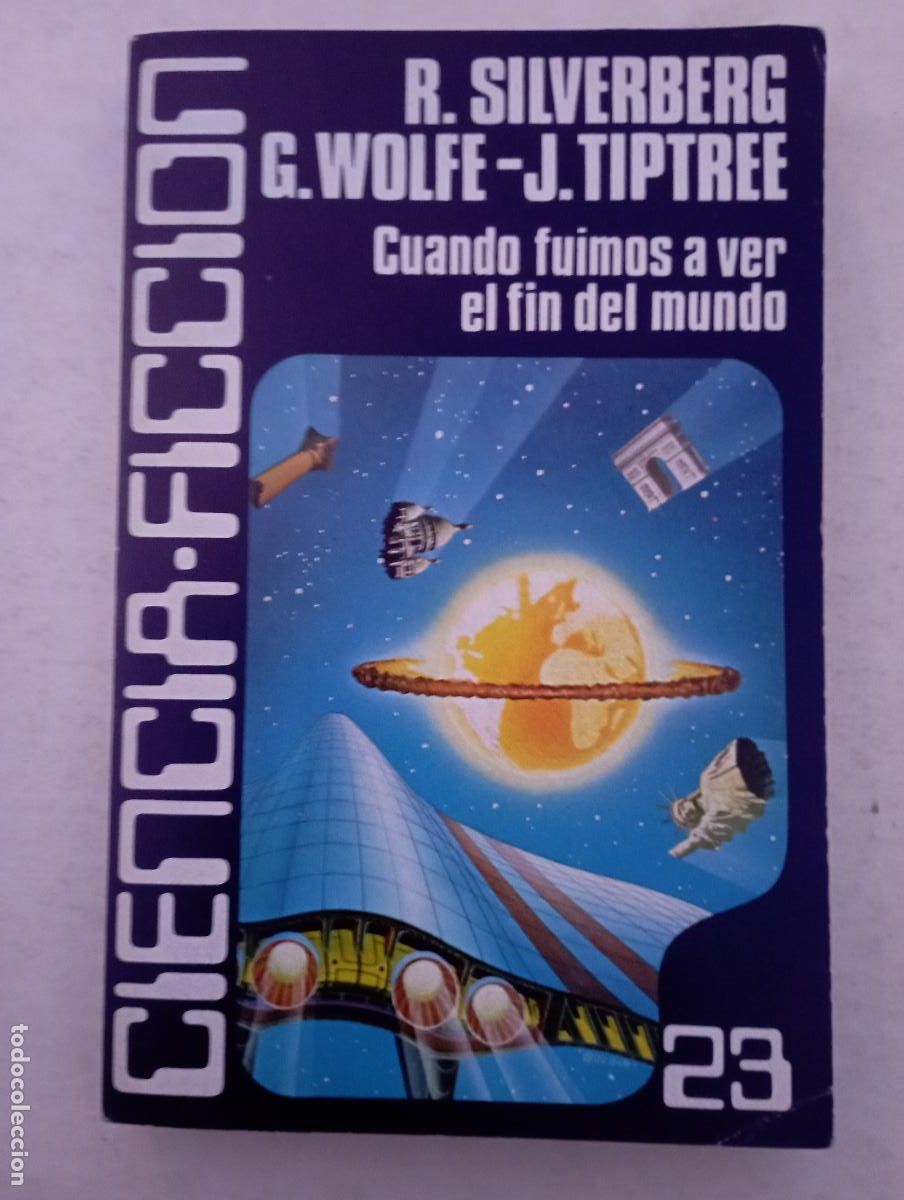 R. SILVERBERG
G. WOLFE - J. TIPTREE
Cuando fuimos a ver
el fin del mundo
CIENCIA·FICCION
23
todocoleccion